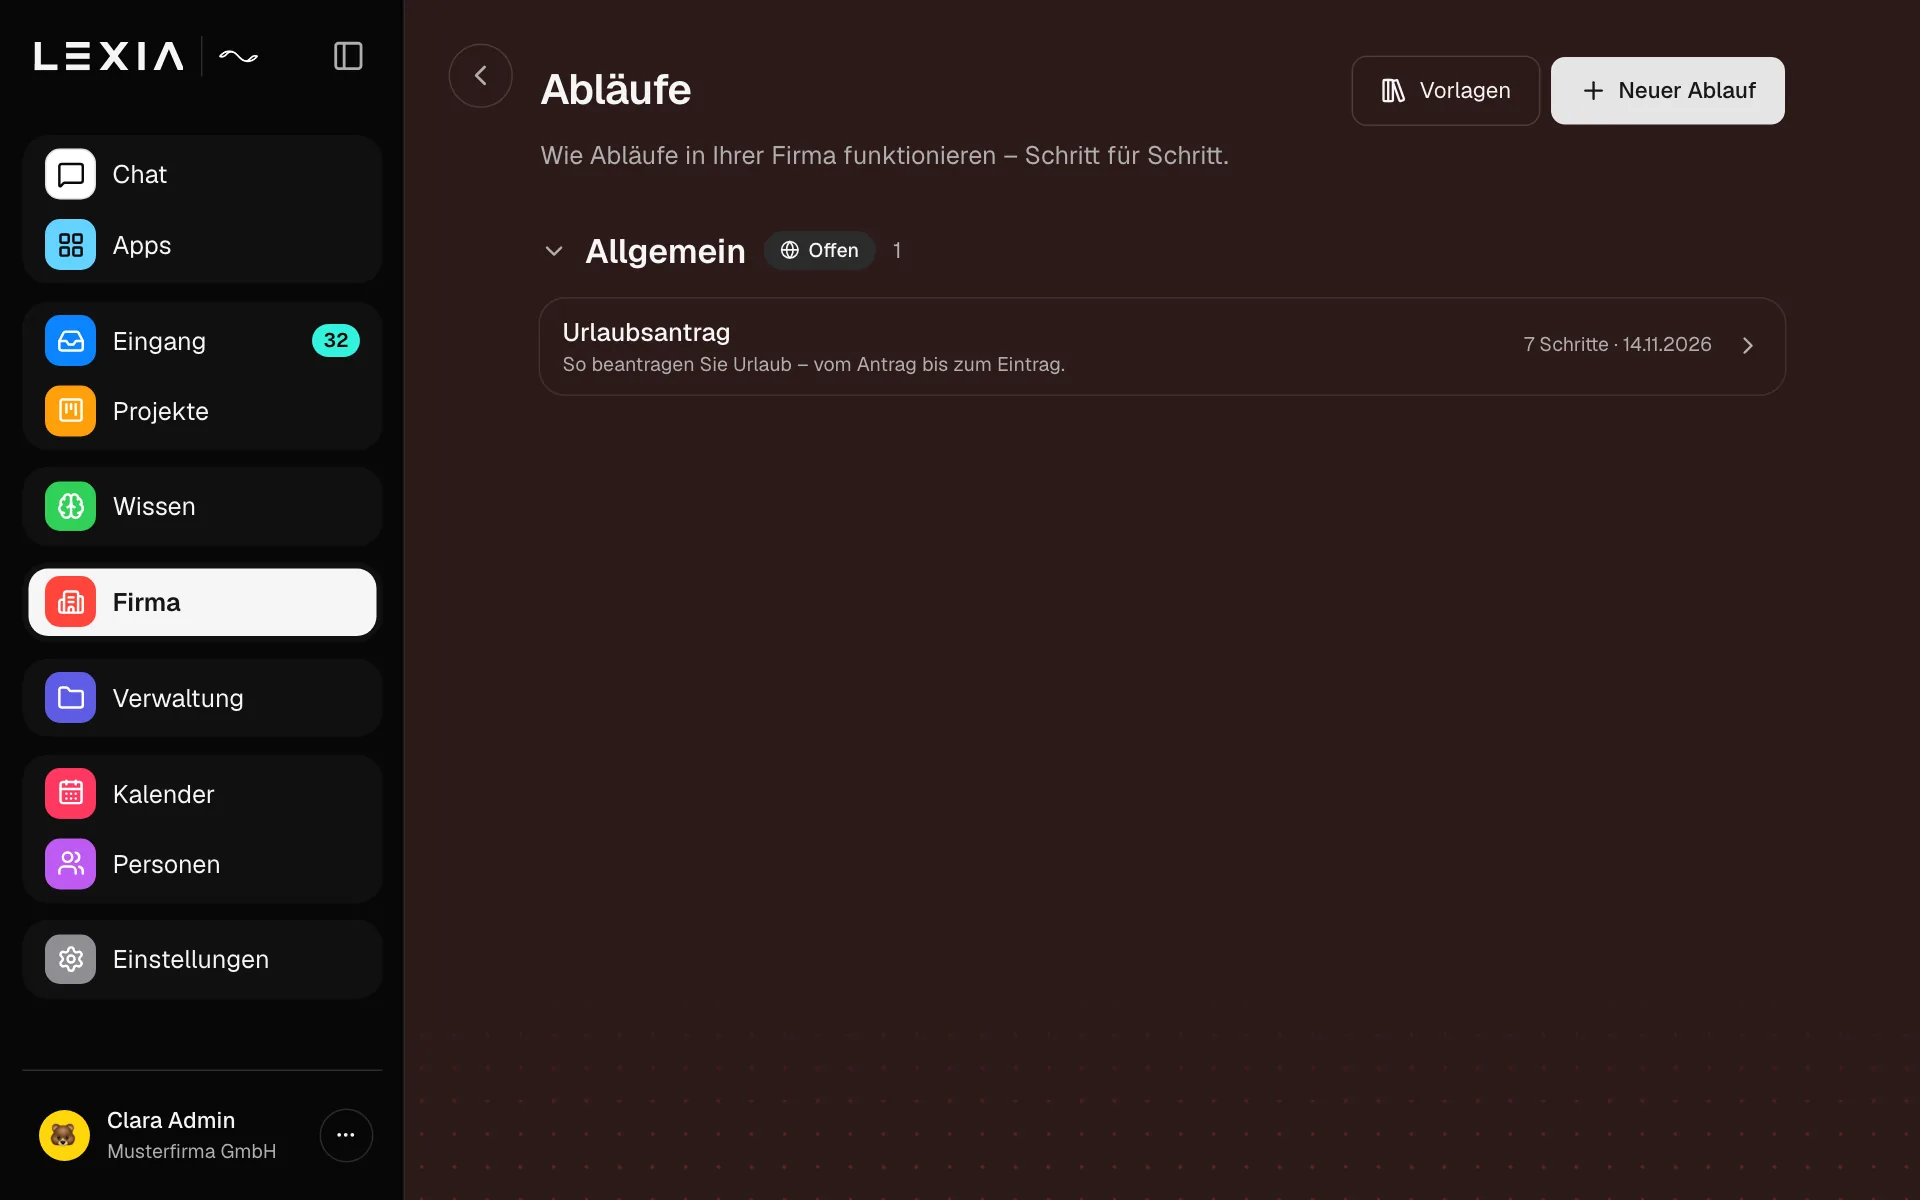 LEXIA
Chat
Apps
Eingang 32
Projekte
Wissen
Firma
Verwaltung
Kalender
Personen
Einstellungen
Clara Admin
Musterfirma GmbH
Abläufe
Vorlagen
Neuer Ablauf
Wie Abläufe in Ihrer Firma funktionieren – Schritt für Schritt.
Allgemein Offen 1
Urlaubsantrag
So beantragen Sie Urlaub – vom Antrag bis zum Eintrag.
7 Schritte · 14.11.2026